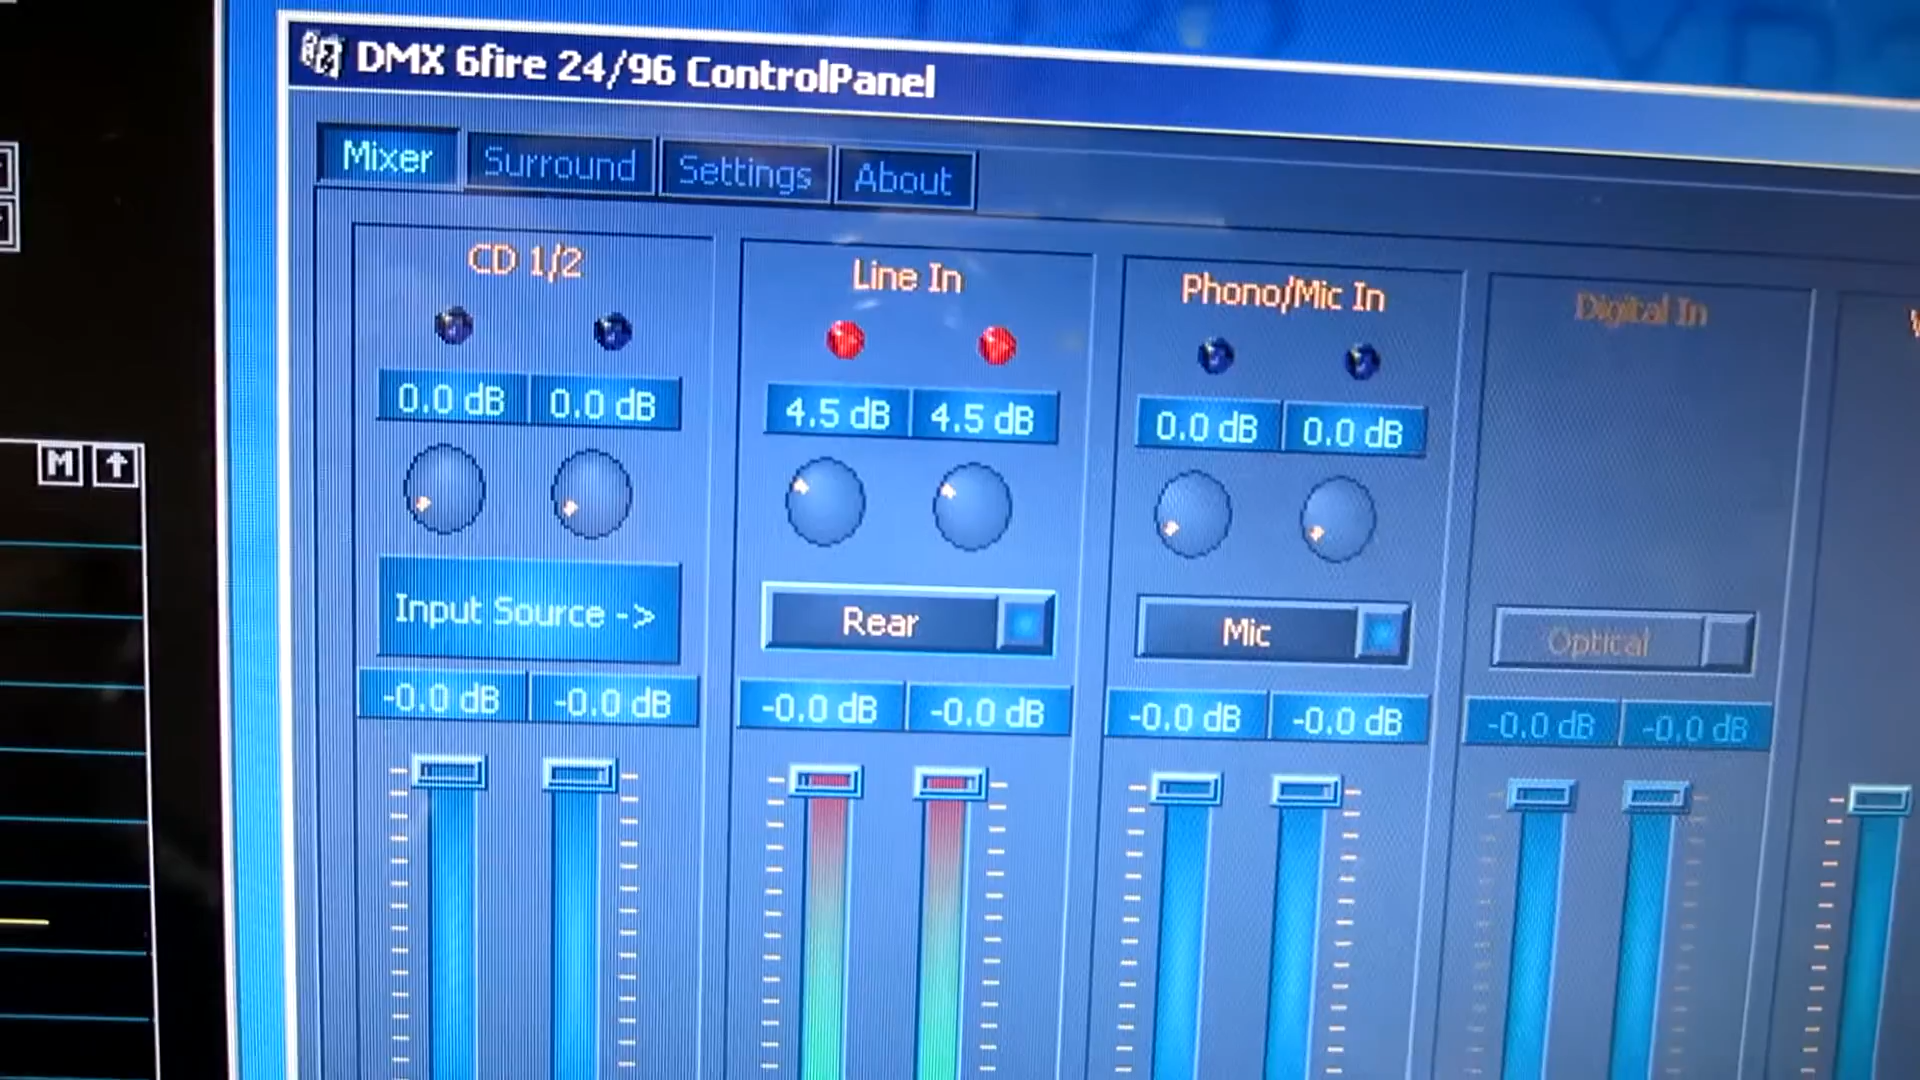 DMX 6fire 24/96 ControlPanel
Mixer Surround Settings About
CD 1/2 Line In Phono/Mic In Digital In
0.0 dB 0.0 dB 4.5 dB 4.5 dB 0.0 dB 0.0 dB
M
Input Source -> Rear Mic Optical
-0.0 dB -0.0 dB -0.0 dB -0.0 dB -0.0 dB -0.0 dB -0.0 dB -0.0 dB